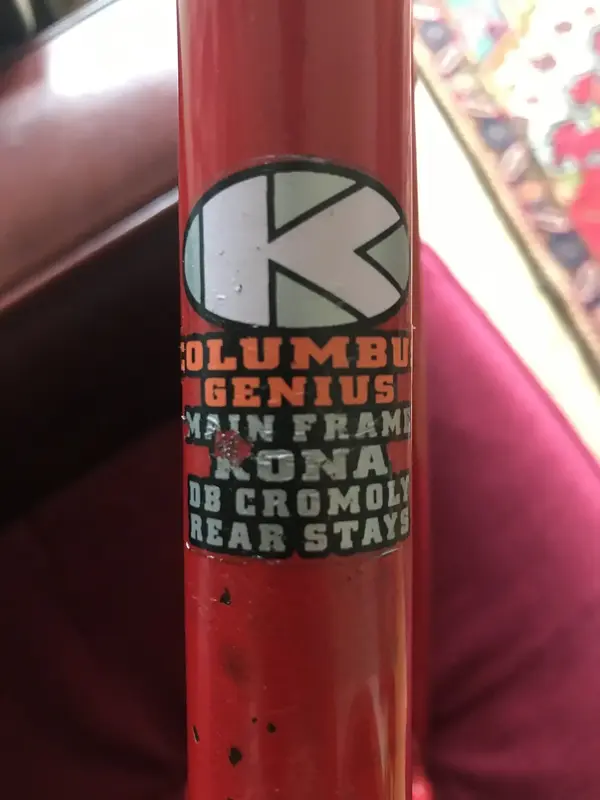 K
COLUMBUS
GENIUS
MAIN FRAME
KONA
DB CROMOLY
REAR STAYS